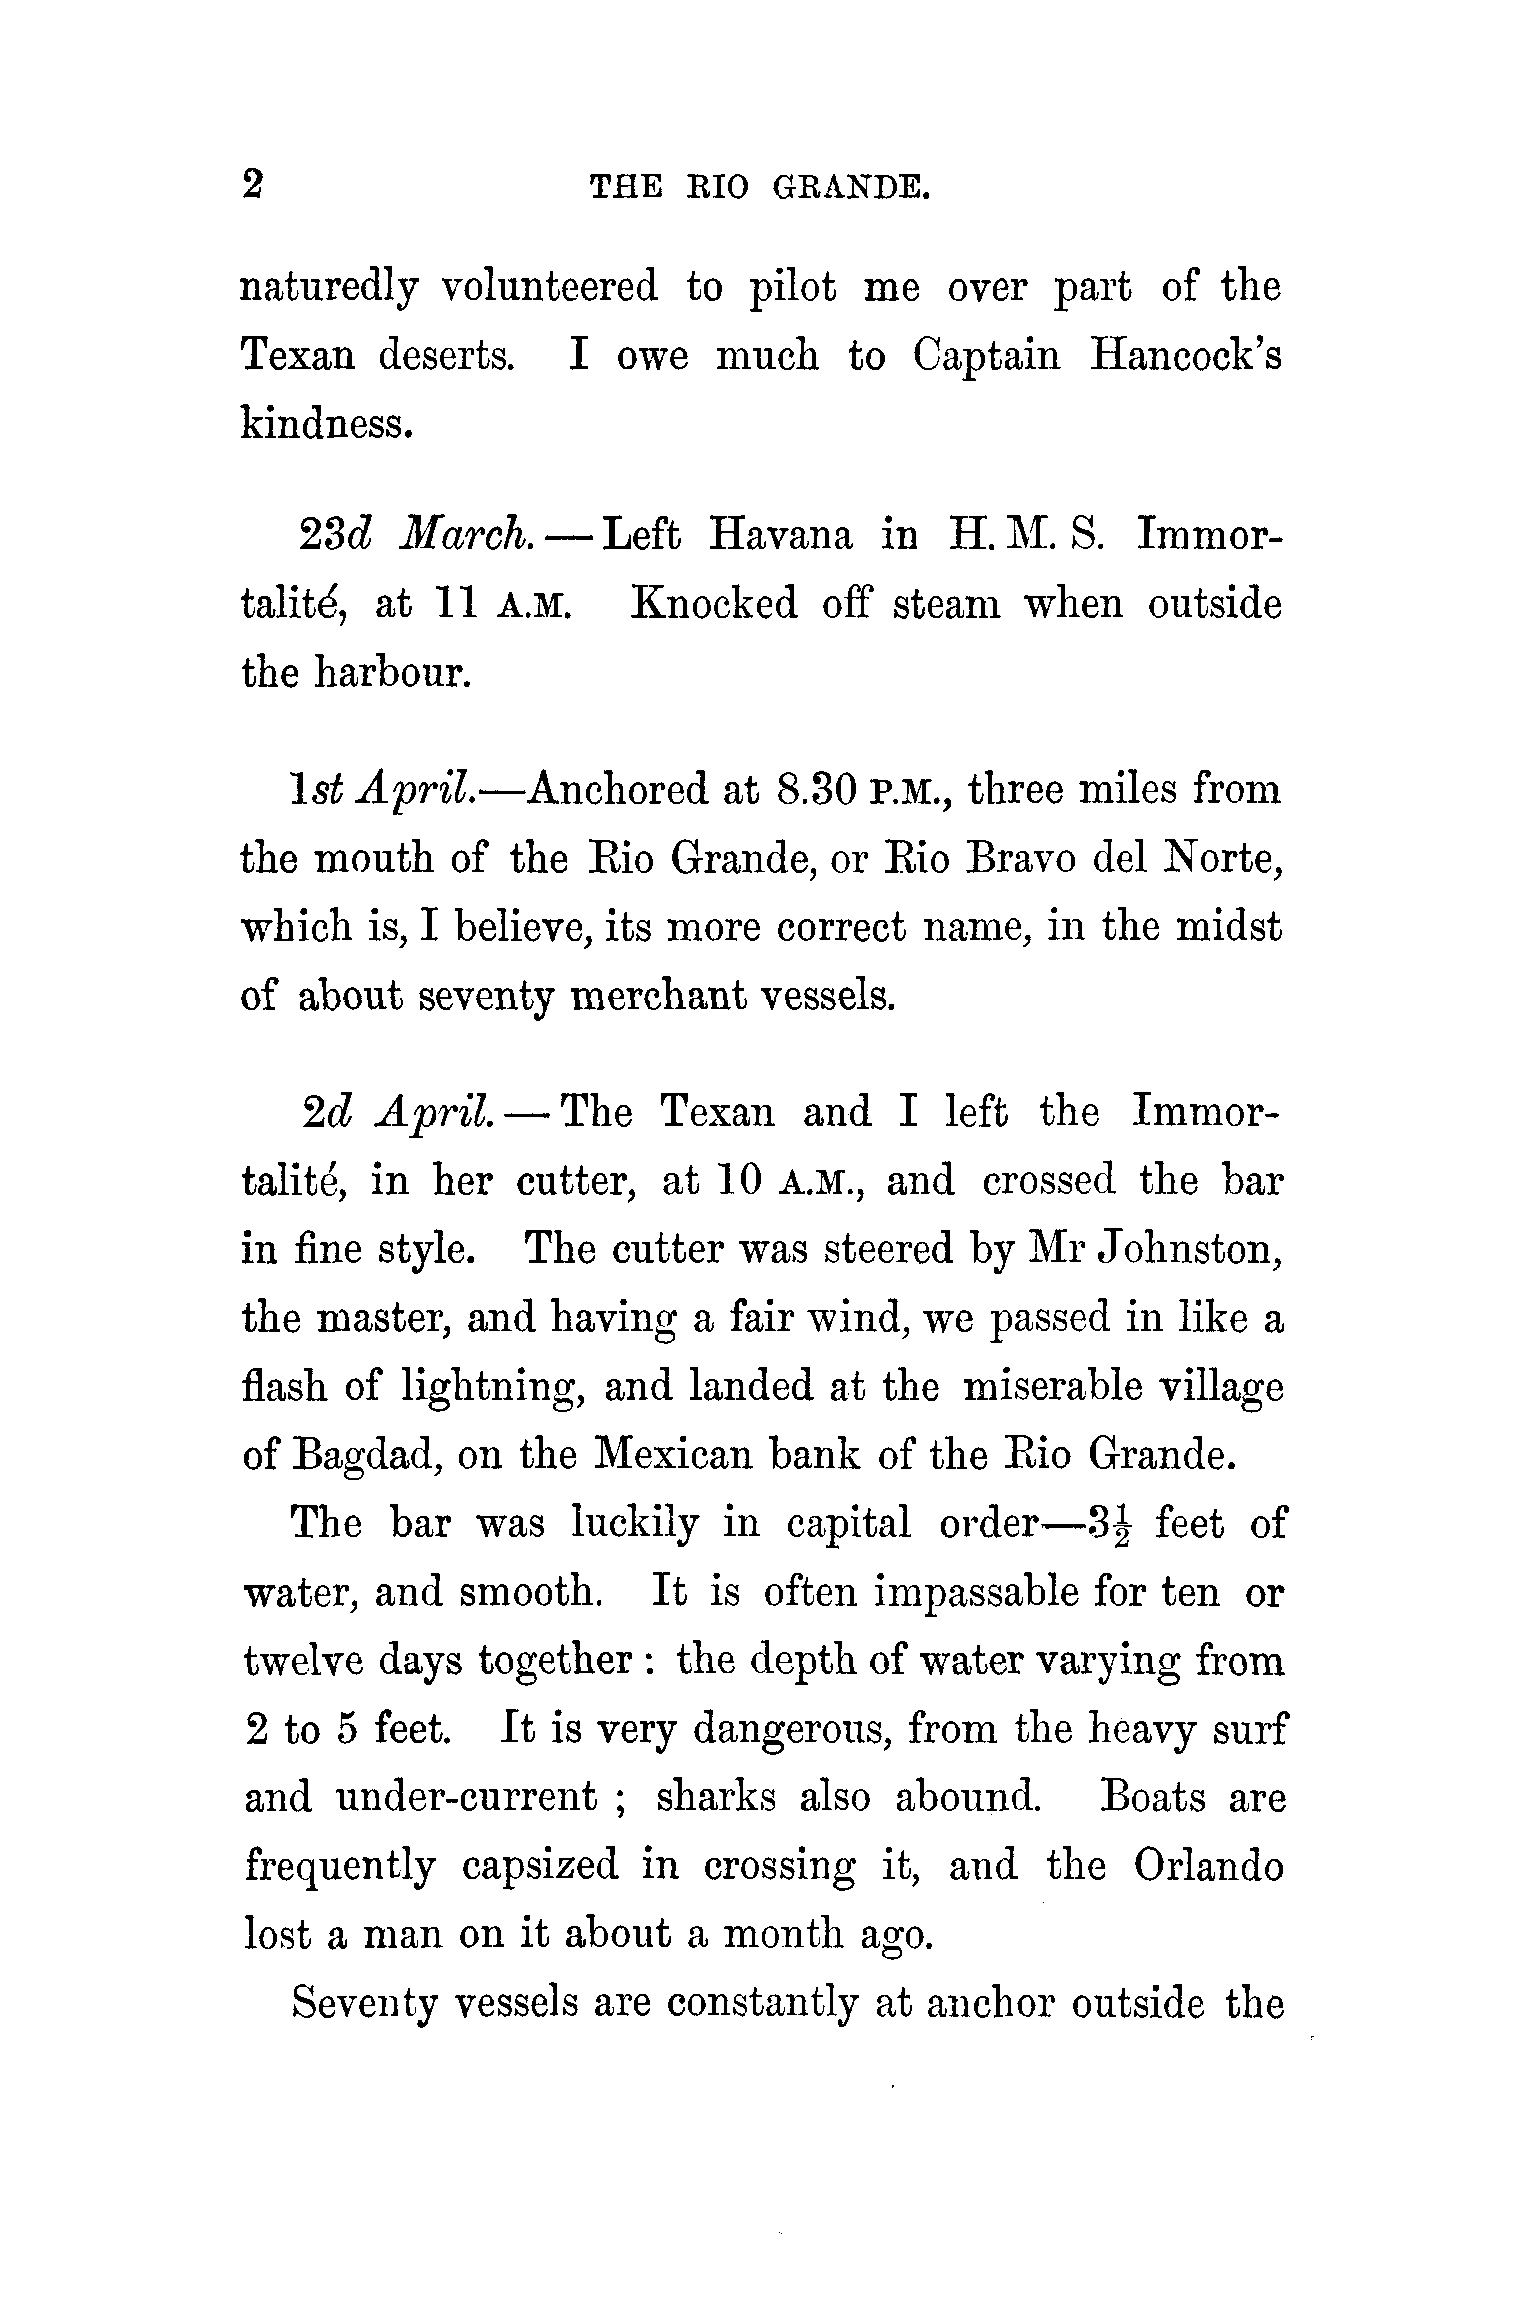 2 THE RIO GRANDE.
naturedly volunteered to pilot me over part of the
Texan deserts. I owe much to Captain Hancock's
kindness.
23d March. — Left Havana in H. M. S. Immor-
talité, at 11 A.M. Knocked off steam when outside
the harbour.
1st April.—Anchored at 8.30 P.M., three miles from
the mouth of the Rio Grande, or Rio Bravo del Norte,
which is, I believe, its more correct name, in the midst
of about seventy merchant vessels.
2d April. — The Texan and I left the Immor-
talité, in her cutter, at 10 A.M., and crossed the bar
in fine style. The cutter was steered by Mr Johnston,
the master, and having a fair wind, we passed in like a
flash of lightning, and landed at the miserable village
of Bagdad, on the Mexican bank of the Rio Grande.
The bar was luckily in capital order—3½ feet of
water, and smooth. It is often impassable for ten or
twelve days together : the depth of water varying from
2 to 5 feet. It is very dangerous, from the heavy surf
and under-current ; sharks also abound. Boats are
frequently capsized in crossing it, and the Orlando
lost a man on it about a month ago.
Seventy vessels are constantly at anchor outside the